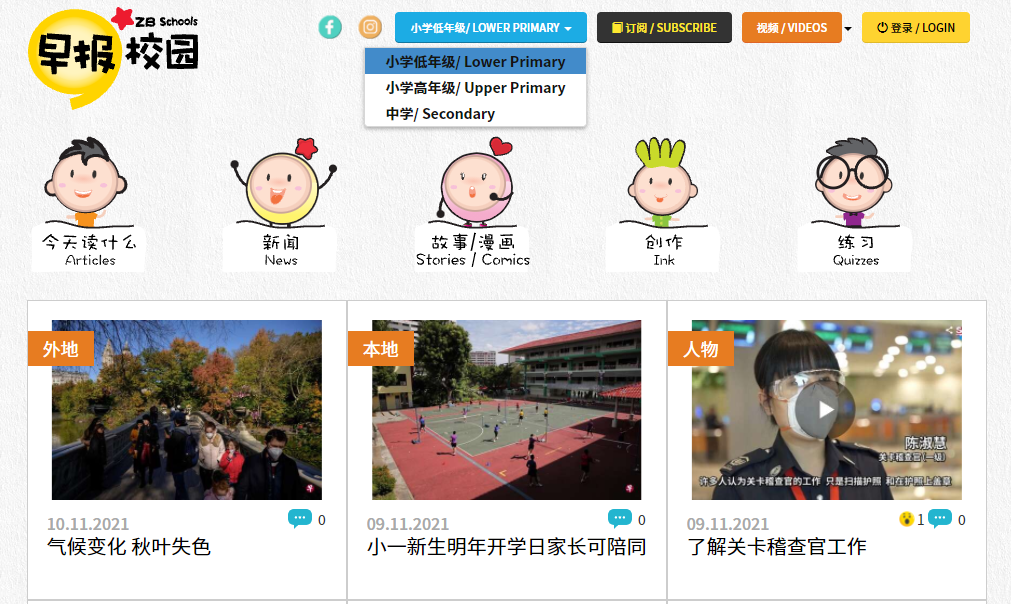 早报校园
ZB Schools
小学低年级/ LOWER PRIMARY
订阅 / SUBSCRIBE
视频 / VIDEOS
登录 / LOGIN
小学低年级/ Lower Primary
小学高年级/ Upper Primary
中学/ Secondary
今天读什么
Articles
新闻
News
故事/漫画
Stories / Comics
创作
Ink
练习
Quizzes
外地
10.11.2021
0
气候变化 秋叶失色
本地
09.11.2021
0
小一新生明年开学日家长可陪同
人物
陈淑慧
关卡稽查官(一级)
许多人认为关卡稽查官的工作 只是扫描护照 和在护照上盖章
09.11.2021
1
0
了解关卡稽查官工作